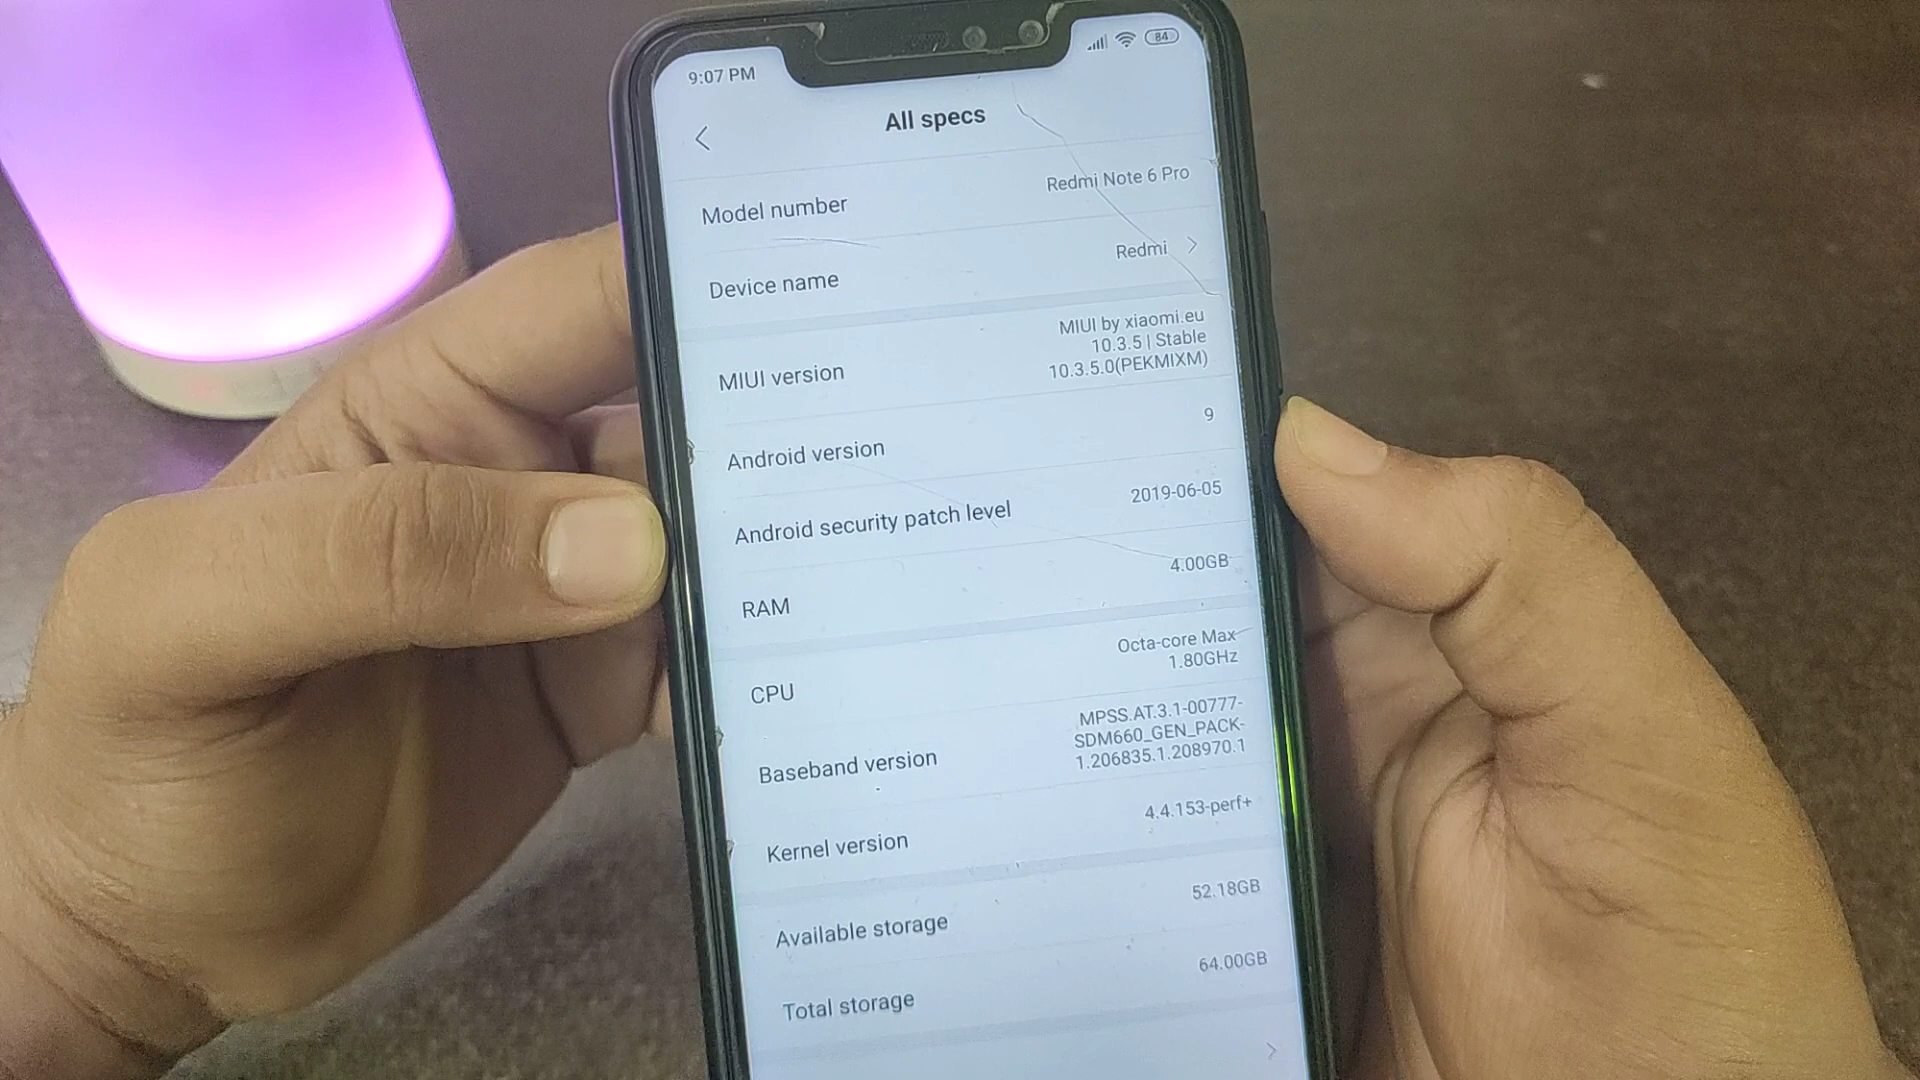 9:07 PM
84
All specs
Model number
Redmi Note 6 Pro
Device name
Redmi
MIUI version
MIUI by xiaomi.eu
10.3.5 | Stable
10.3.5.0(PEKMIXM)
Android version
9
Android security patch level
2019-06-05
RAM
4.00GB
CPU
Octa-core Max
1.80GHz
Baseband version
MPSS.AT.3.1-00777-
SDM660_GEN_PACK-
1.206835.1.208970.1
Kernel version
4.4.153-perf+
Available storage
52.18GB
Total storage
64.00GB